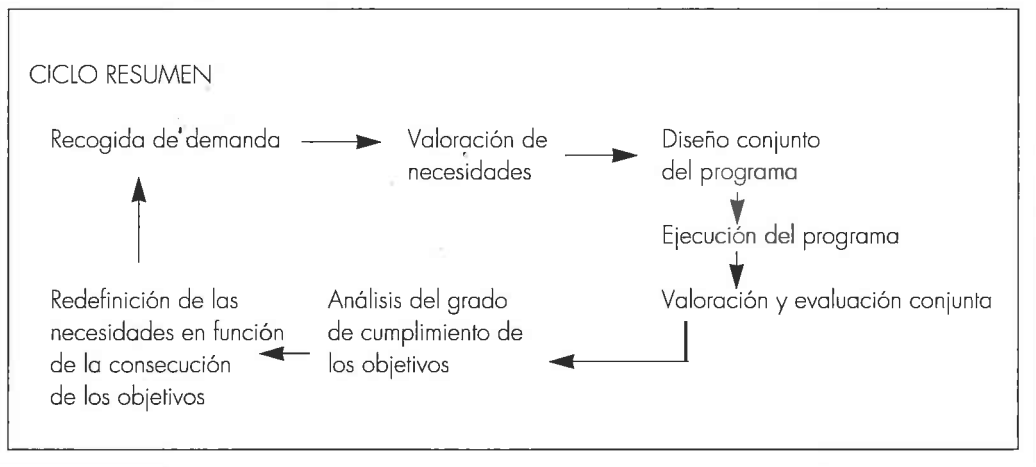 CICLO RESUMEN
Recogida de demanda
Valoración de
necesidades
Diseño conjunto
del programa
Ejecución del programa
Valoración y evaluación conjunta
Análisis del grado
de cumplimiento de
los objetivos
Redefinición de las
necesidades en función
de la consecución
de los objetivos